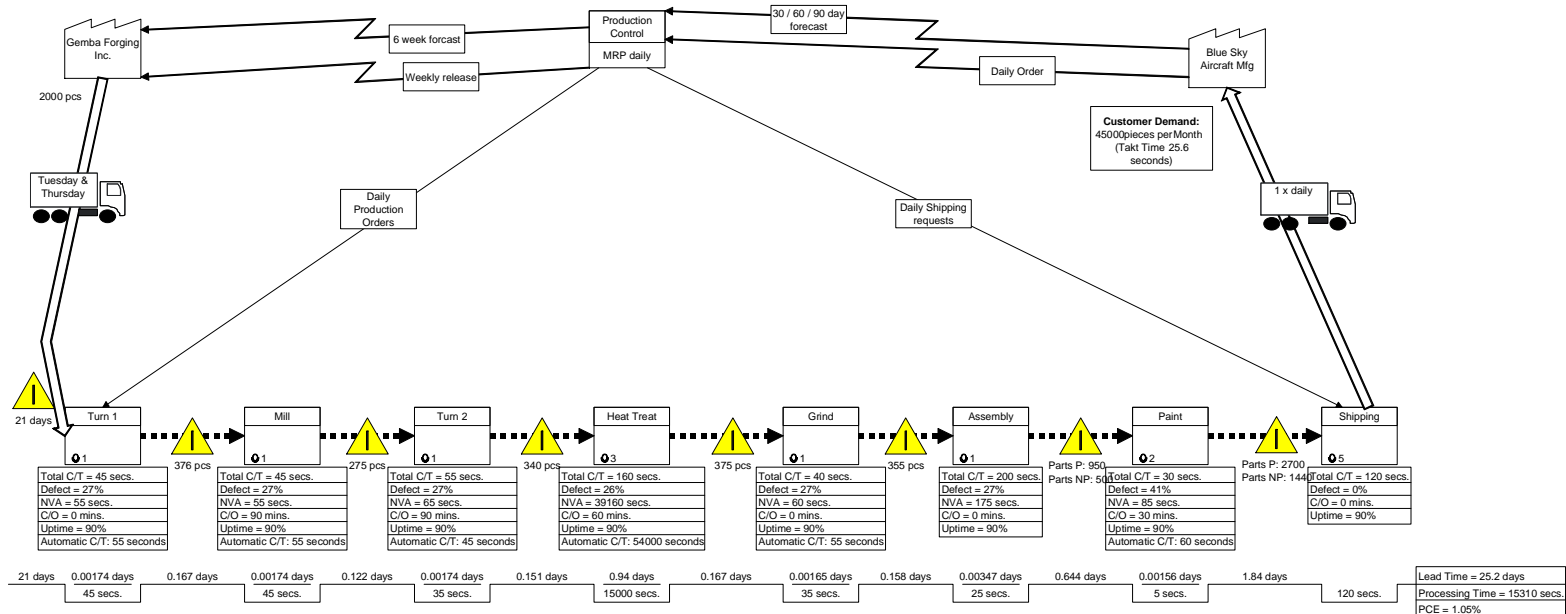 Gemba Forging
Inc.
2000 pcs
6 week forcast
Weekly release
Production
Control
MRP daily
30 / 60 / 90 day
forecast
Daily Order
Blue Sky
Aircraft Mfg
Customer Demand:
45000pieces perMonth
(Takt Time 25.6
seconds)
Tuesday &
Thursday
Daily
Production
Orders
Daily Shipping
requests
1 x daily
21 days
Turn 1
1
Total C/T = 45 secs.
Defect = 27%
NVA = 55 secs.
C/O = 0 mins.
Uptime = 90%
Automatic C/T: 55 seconds
376 pcs
Mill
1
Total C/T = 45 secs.
Defect = 27%
NVA = 55 secs.
C/O = 90 mins.
Uptime = 90%
Automatic C/T: 55 seconds
275 pcs
Turn 2
1
Total C/T = 55 secs.
Defect = 27%
NVA = 65 secs.
C/O = 90 mins.
Uptime = 90%
Automatic C/T: 45 seconds
340 pcs
Heat Treat
3
Total C/T = 160 secs.
Defect = 26%
NVA = 39160 secs.
C/O = 60 mins.
Uptime = 90%
Automatic C/T: 54000 seconds
375 pcs
Grind
1
Total C/T = 40 secs.
Defect = 27%
NVA = 60 secs.
C/O = 0 mins.
Uptime = 90%
Automatic C/T: 55 seconds
355 pcs
Assembly
1
Total C/T = 200 secs.
Defect = 27%
NVA = 175 secs.
C/O = 0 mins.
Uptime = 90%
Parts P: 950
Parts NP: 500
Paint
2
Total C/T = 30 secs.
Defect = 41%
NVA = 85 secs.
C/O = 30 mins.
Uptime = 90%
Automatic C/T: 60 seconds
Parts P: 2700
Parts NP: 1440
Shipping
5
Total C/T = 120 secs.
Defect = 0%
C/O = 0 mins.
Uptime = 90%
21 days 0.00174 days 0.167 days 0.00174 days 0.122 days 0.00174 days 0.151 days 0.94 days 0.167 days 0.00165 days 0.158 days 0.00347 days 0.644 days 0.00156 days 1.84 days
45 secs. 45 secs. 35 secs. 15000 secs. 35 secs. 25 secs. 5 secs. 120 secs.
Lead Time = 25.2 days
Processing Time = 15310 secs.
PCE = 1.05%